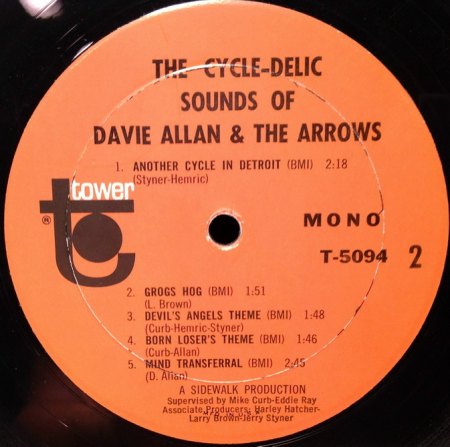 THE CYCLE-DELIC
SOUNDS OF
DAVIE ALLAN & THE ARROWS
1. ANOTHER CYCLE IN DETROIT (BMI) 2:18
(Styner-Hemric)
tower
®
MONO
T-5094 2
2. GROGS HOG (BMI) 1:51
(L. Brown)
3. DEVIL'S ANGELS THEME (BMI) 1:48
(Curb-Hemric-Styner)
4. BORN LOSER'S THEME (BMI) 1:46
(Curb-Allan)
5. MIND TRANSFERRAL (BMI) 2:45
(D. Allan)
A SIDEWALK PRODUCTION
Supervised by Mike Curb-Eddie Ray
Associate Producers: Harley Hatcher-
Larry Brown-Jerry Styner